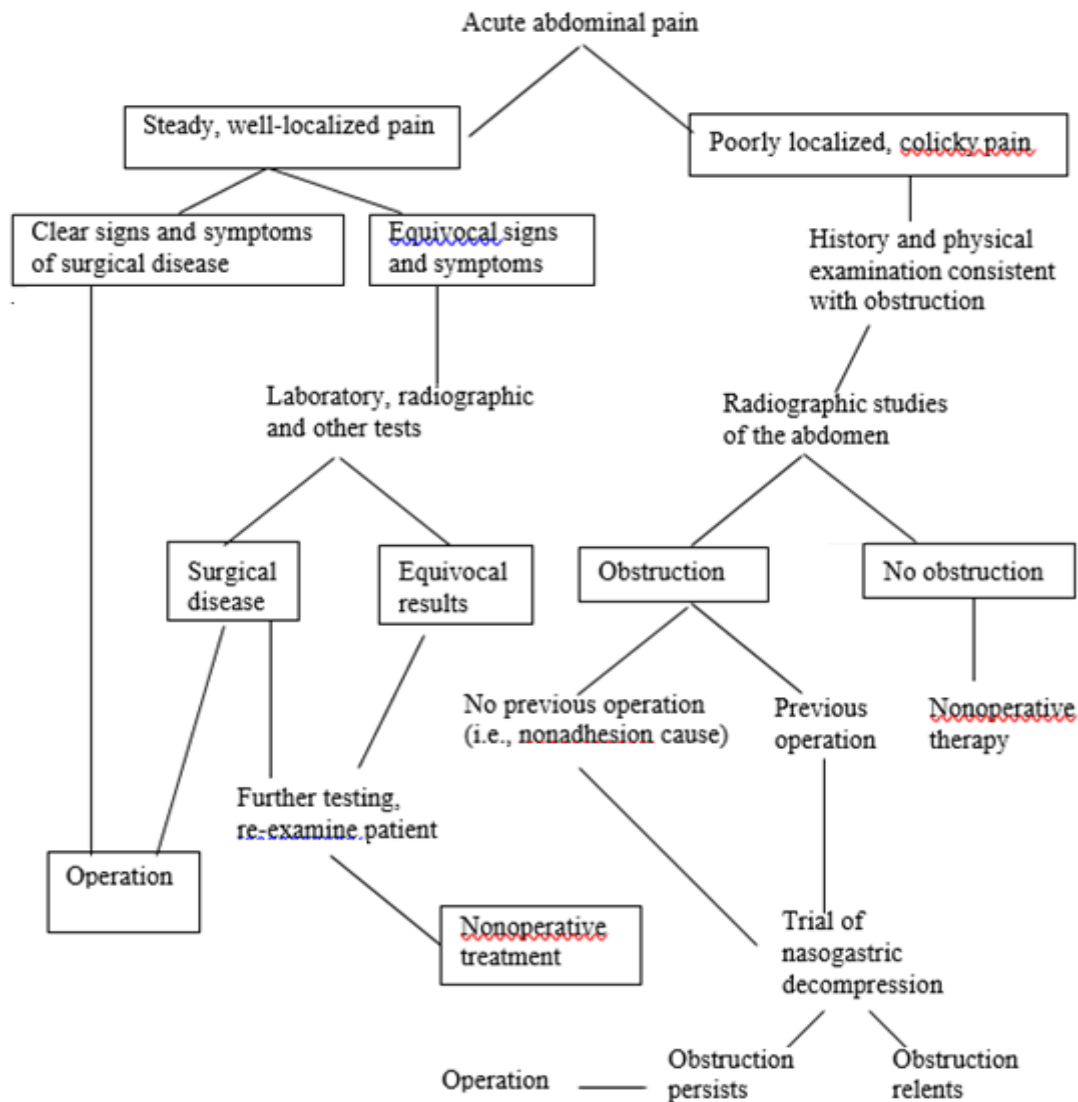 Acute abdominal pain
Steady, well-localized pain
Poorly localized, colicky pain
Clear signs and symptoms
of surgical disease
Equivocal signs
and symptoms
History and physical
examination consistent
with obstruction
Laboratory, radiographic
and other tests
Radiographic studies
of the abdomen
Surgical
disease
Equivocal
results
Obstruction
No obstruction
No previous operation
(i.e., nonadhesion cause)
Previous
operation
Nonoperative
therapy
Further testing,
re-examine patient
Operation
Nonoperative
treatment
Trial of
nasogastric
decompression
Operation
Obstruction
persists
Obstruction
relents